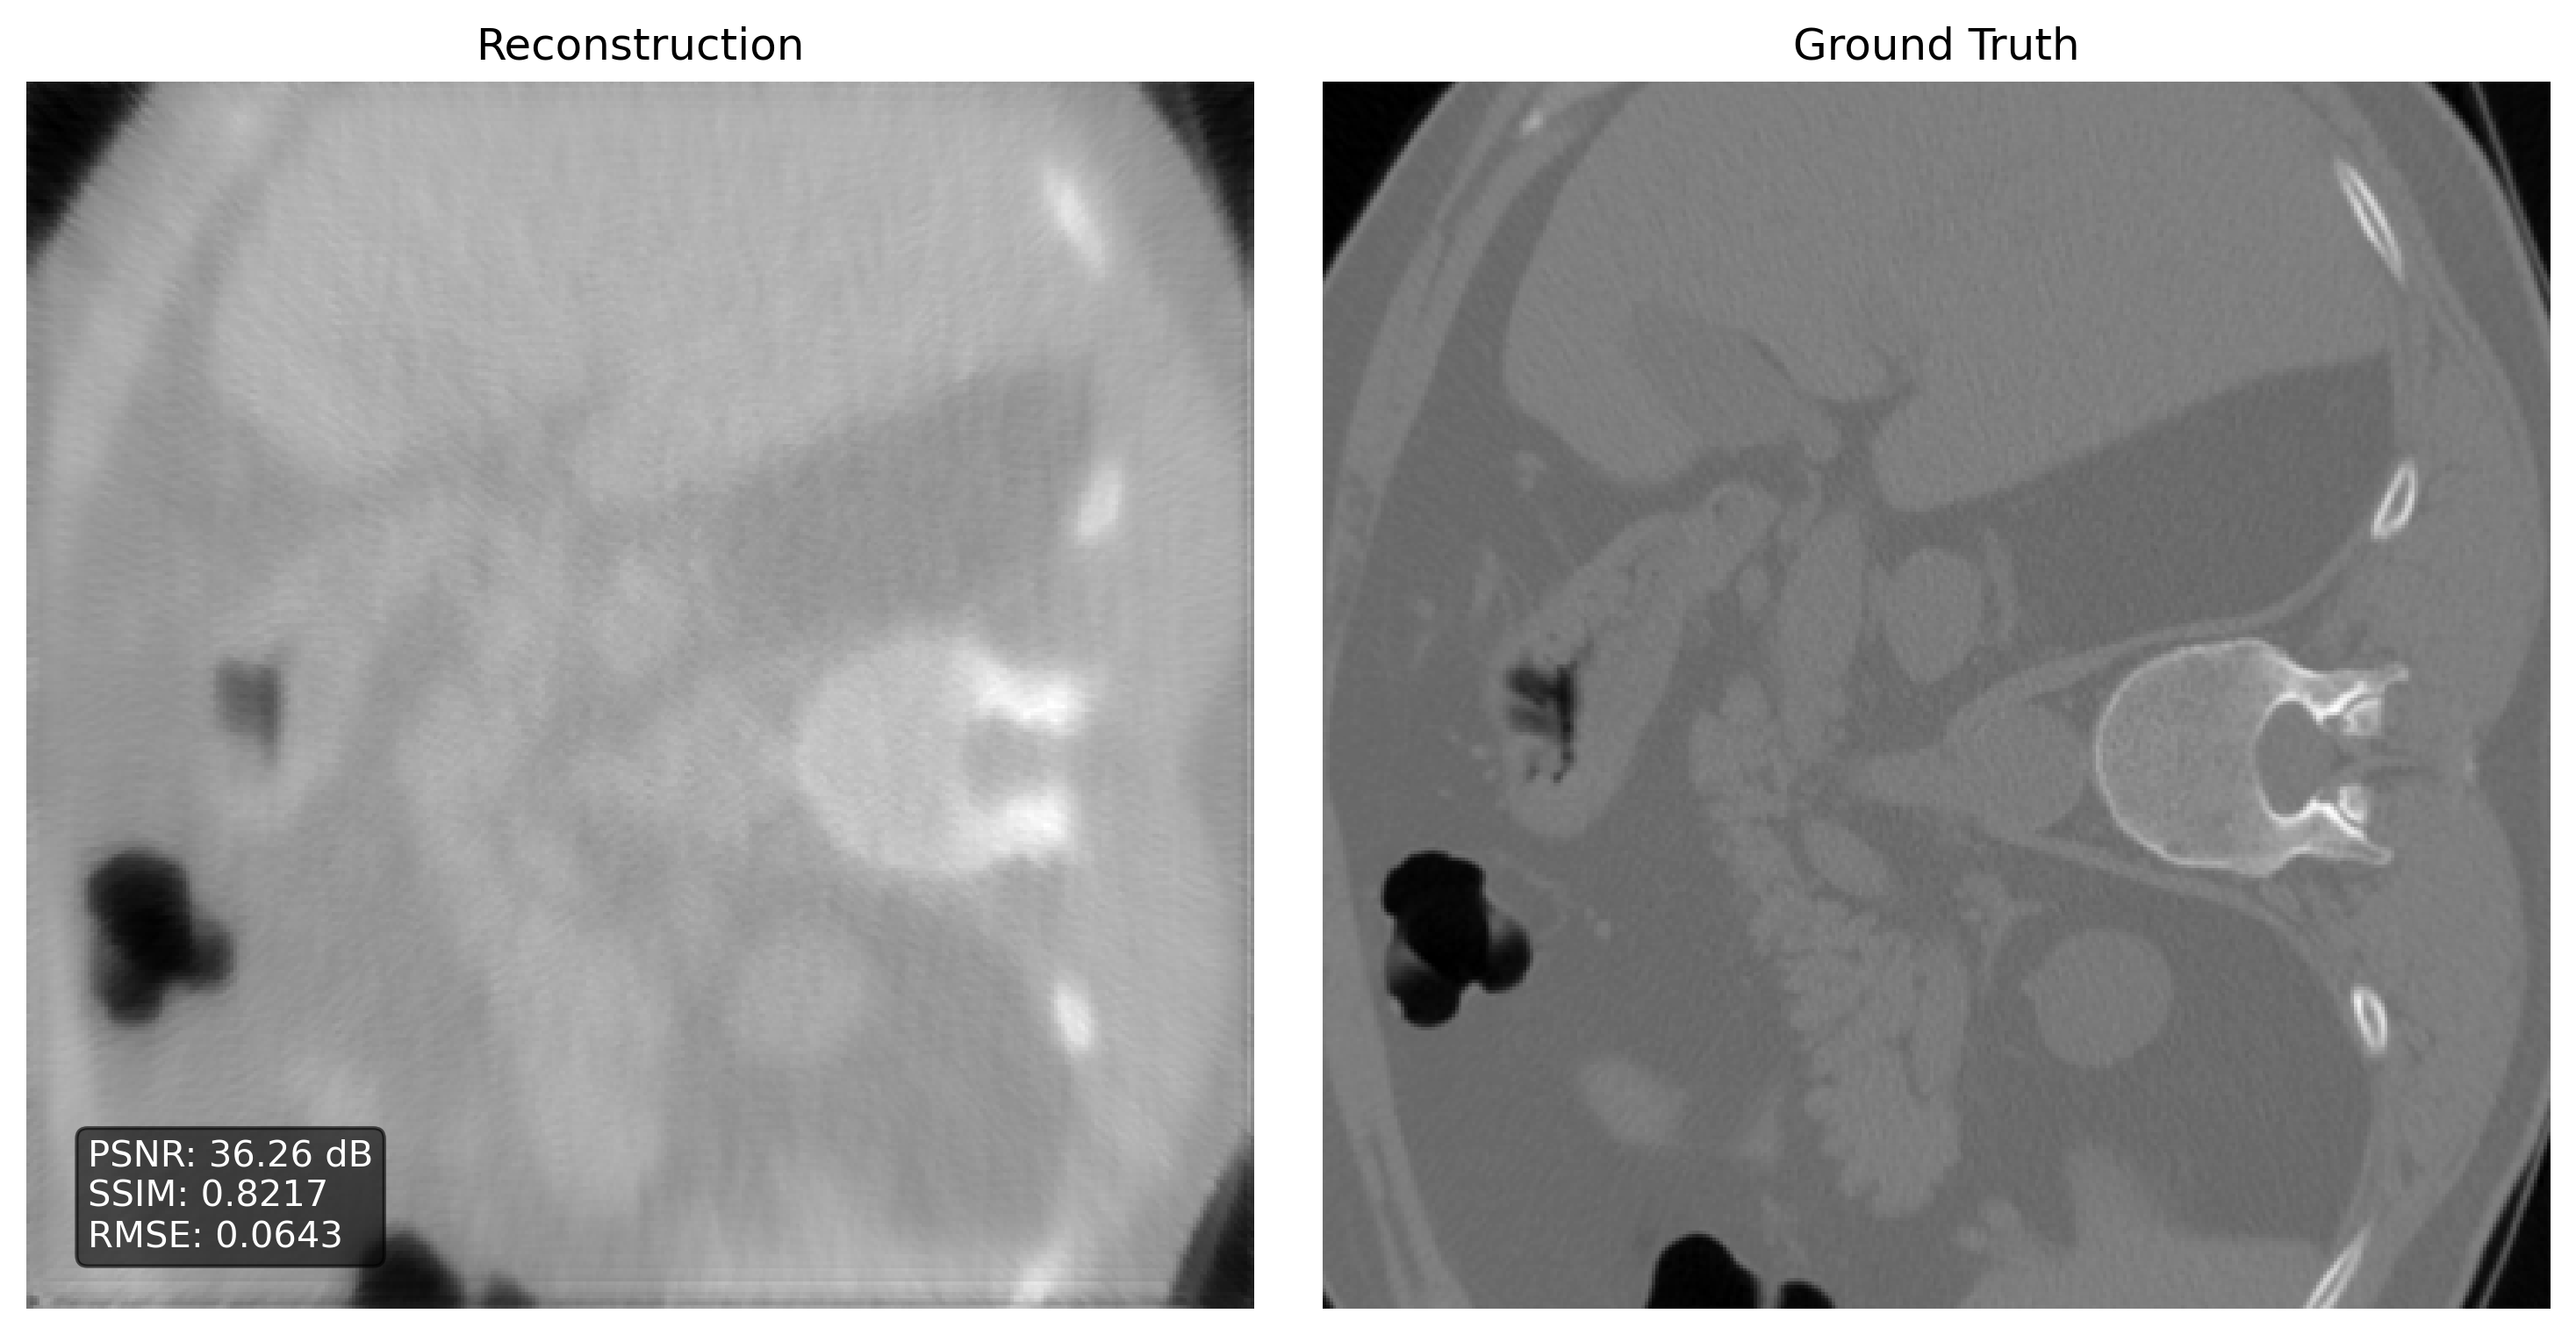 Reconstruction
Ground Truth
PSNR: 36.26 dB
SSIM: 0.8217
RMSE: 0.0643